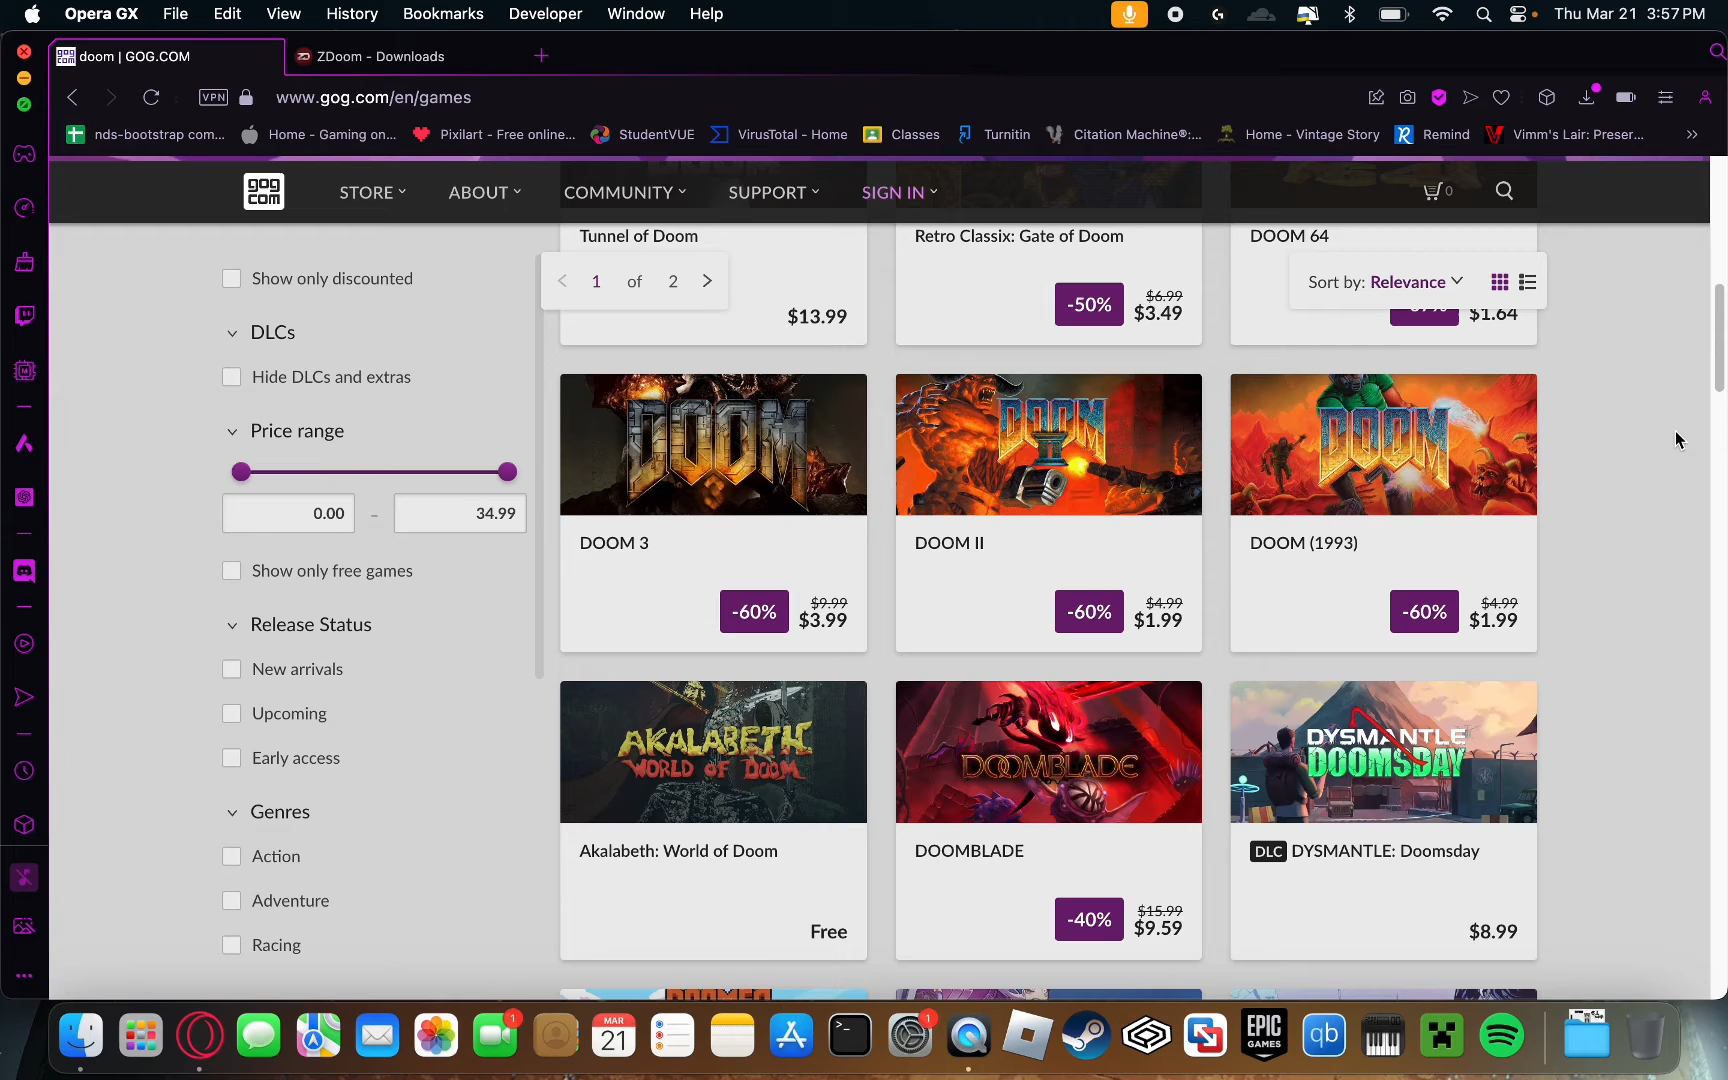 Opera GX File Edit View History Bookmarks Developer Window Help Thu Mar 21 3:57 PM
doom | GOG.COM ZDoom - Downloads
VPN www.gog.com/en/games
nds-bootstrap com... Home - Gaming on... Pixilart - Free online... StudentVUE VirusTotal - Home Classes Turnitin Citation Machine®:... Home - Vintage Story Remind Vimm's Lair: Preser...
gog
com
STORE ABOUT COMMUNITY SUPPORT SIGN IN 0
Tunnel of Doom
$13.99
Retro Classix: Gate of Doom
-50% $6.99
$3.49
DOOM 64
$1.64
1 of 2
Sort by: Relevance
Show only discounted
DLCs
Hide DLCs and extras
Price range
0.00 - 34.99
Show only free games
Release Status
New arrivals
Upcoming
Early access
Genres
Action
Adventure
Racing
DOOM
DOOM 3
-60% $9.99
$3.99
DOOM
DOOM II
-60% $4.99
$1.99
DOOM
DOOM (1993)
-60% $4.99
$1.99
AKALABETH
WORLD OF DOOM
Akalabeth: World of Doom
Free
DOOMBLADE
DOOMBLADE
-40% $15.99
$9.59
DYSMANTLE
DOOMSDAY
DLC DYSMANTLE: Doomsday
$8.99
1
MAR
21
1
EPIC
GAMES
qb